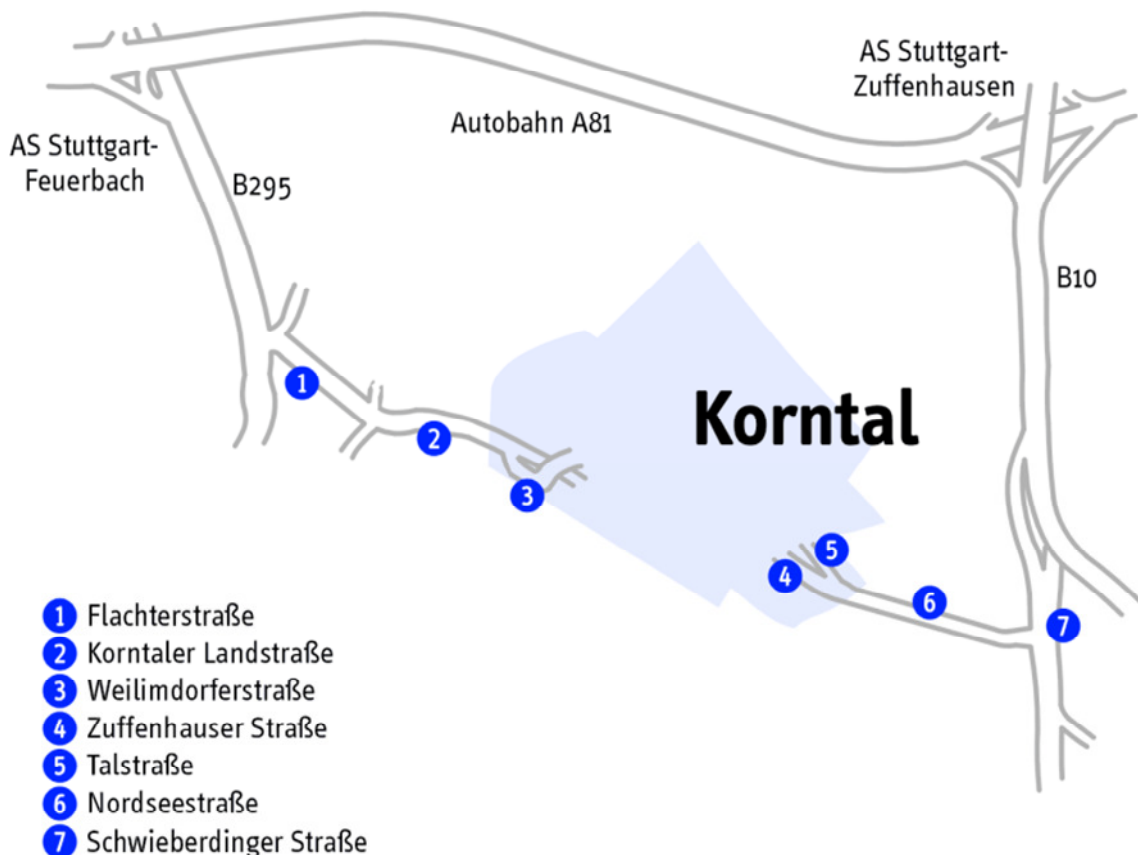 AS Stuttgart-
Zuffenhausen
Autobahn A81
AS Stuttgart-
Feuerbach
B295
B10
Korntal
1
2
3
5
4
6
7
1 Flachterstraße
2 Korntaler Landstraße
3 Weilimdorferstraße
4 Zuffenhauser Straße
5 Talstraße
6 Nordseestraße
7 Schwieberdinger Straße